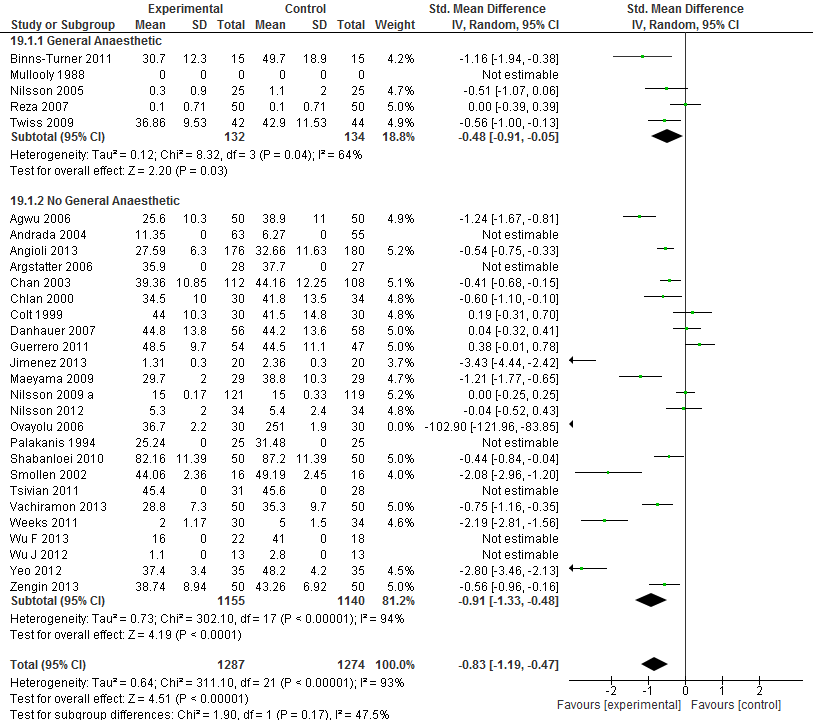 Experimental Control Std. Mean Difference Std. Mean Difference
Study or Subgroup Mean SD Total Mean SD Total Weight IV, Random, 95% CI IV, Random, 95% CI
19.1.1 General Anaesthetic
Binns-Turner 2011 30.7 12.3 15 49.7 18.9 15 4.2% -1.16 [-1.94, -0.38]
Mullooly 1988 0 0 0 0 0 0 Not estimable
Nilsson 2005 0.3 0.9 25 1.1 2 25 4.6% -0.51 [-1.07, 0.06]
Reza 2007 0.1 0.71 50 0.1 0.71 50 5.0% 0.00 [-0.39, 0.39]
Twiss 2009 36.86 9.53 42 42.9 11.53 44 4.9% -0.56 [-1.00, -0.13]
Subtotal (95% CI) 132 134 18.8% -0.48 [-0.91, -0.05]
Heterogeneity: Tau² = 0.12; Chi² = 8.32, df = 3 (P = 0.04); I² = 64%
Test for overall effect: Z = 2.20 (P = 0.03)
19.1.2 No General Anaesthetic
Agwu 2006 25.6 10.3 50 38.9 11 50 4.9% -1.24 [-1.67, -0.81]
Andrada 2004 11.35 0 63 6.27 0 55 Not estimable
Angioli 2013 27.59 6.3 176 32.66 11.63 180 5.2% -0.54 [-0.75, -0.33]
Argstatter 2006 35.9 0 28 37.7 0 27 Not estimable
Chan 2003 39.36 10.85 112 44.16 12.25 108 5.1% -0.41 [-0.68, -0.15]
Chlan 2000 34.5 10 30 41.8 13.5 34 4.8% -0.60 [-1.10, -0.10]
Colt 1999 44 10.3 30 41.5 14.8 30 4.8% 0.19 [-0.31, 0.70]
Danhauer 2007 44.8 13.8 56 44.2 13.6 58 5.0% 0.04 [-0.32, 0.41]
Guerrero 2011 48.5 9.7 54 44.5 11.1 47 5.0% 0.38 [-0.01, 0.78]
Jimenez 2013 1.31 0.3 20 2.36 0.3 20 3.7% -3.43 [-4.44, -2.42]
Maeyama 2009 29.7 2 29 38.8 10.3 29 4.6% -1.21 [-1.77, -0.65]
Nilsson 2009 a 15 0.17 121 15 0.33 119 5.1% 0.00 [-0.25, 0.25]
Nilsson 2012 5.3 2 34 5.4 2.4 34 4.8% -0.04 [-0.52, 0.43]
Ovayolu 2006 36.7 2.2 30 251 1.9 30 0.0% -102.90 [-121.96, -83.85]
Palakanis 1994 25.24 0 25 31.48 0 25 Not estimable
Shabanloei 2010 82.16 11.39 50 87.2 11.39 50 5.0% -0.44 [-0.84, -0.04]
Smollen 2002 44.06 2.36 16 49.19 2.45 16 4.0% -2.08 [-2.96, -1.20]
Tsivian 2011 45.4 0 31 45.6 0 28 Not estimable
Vachiramon 2013 28.8 7.3 50 35.3 9.7 50 5.0% -0.75 [-1.16, -0.35]
Weeks 2011 2 1.17 30 5 1.5 34 4.6% -2.19 [-2.81, -1.56]
Wu F 2013 16 0 22 41 0 18 Not estimable
Wu J 2012 1.1 0 13 2.8 0 13 Not estimable
Yeo 2012 37.4 3.4 35 48.2 4.2 35 4.5% -2.80 [-3.46, -2.13]
Zengin 2013 38.74 8.94 50 43.26 6.92 50 5.0% -0.56 [-0.96, -0.16]
Subtotal (95% CI) 1155 1140 81.2% -0.91 [-1.33, -0.48]
Heterogeneity: Tau² = 0.73; Chi² = 302.10, df = 17 (P < 0.00001); I² = 94%
Test for overall effect: Z = 4.19 (P < 0.0001)
Total (95% CI) 1287 1274 100.0% -0.83 [-1.19, -0.47]
Heterogeneity: Tau² = 0.64; Chi² = 311.10, df = 21 (P < 0.00001); I² = 93%
Test for overall effect: Z = 4.51 (P < 0.00001)
Test for subgroup differences: Chi² = 1.90, df = 1 (P = 0.17), I² = 47.5%
-2 -1 0 1 2
Favours [experimental] Favours [control]